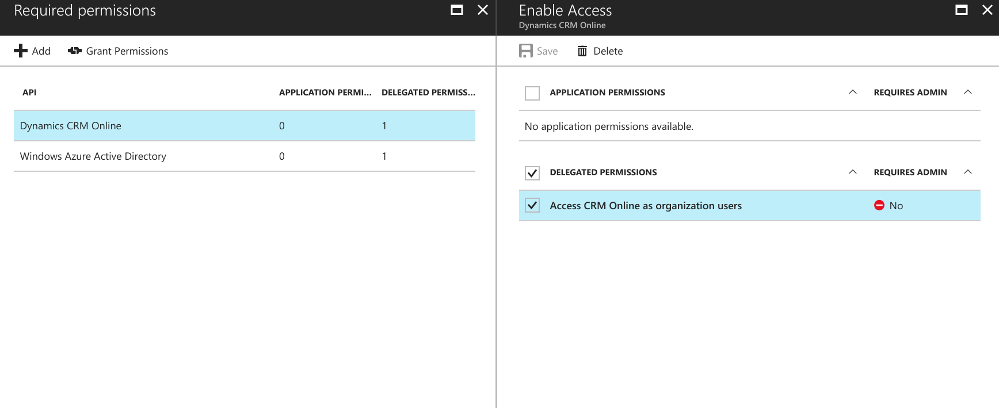 Required permissions
Add
Grant Permissions
API APPLICATION PERMI... DELEGATED PERMISS...
Dynamics CRM Online 0 1
Windows Azure Active Directory 0 1
Enable Access
Dynamics CRM Online
Save
Delete
APPLICATION PERMISSIONS REQUIRES ADMIN
No application permissions available.
DELEGATED PERMISSIONS REQUIRES ADMIN
Access CRM Online as organization users No